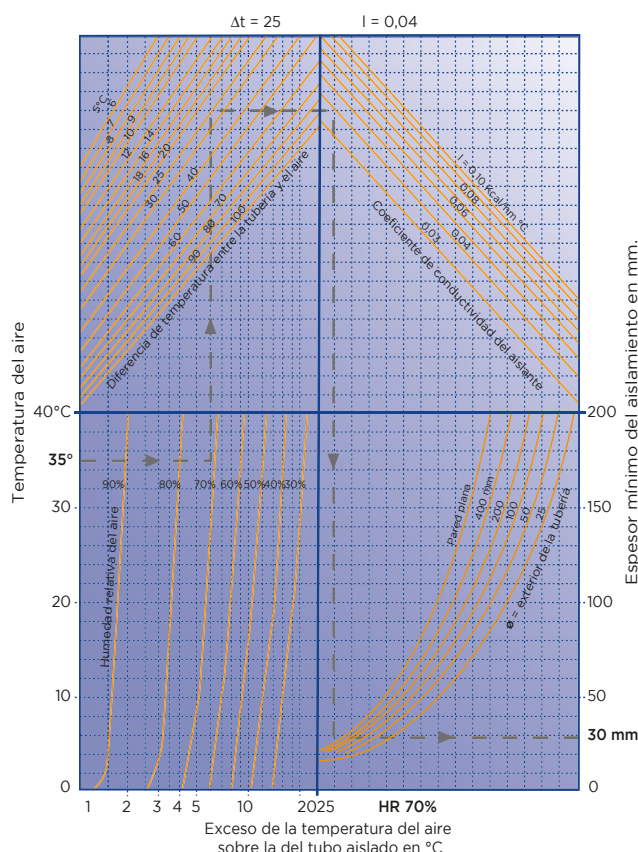 Δt = 25
l = 0,04
5°C
6
7
8
9
10
12
14
16
18
20
25
30
40
50
60
70
80
90
100
Diferencia de temperatura entre la tubería y el aire
l = 0,10 Kcal/mm °C
0,08
0,06
0,04
0,03
Coeficiente de conductividad del aislante
Temperatura del aire
40°C
35°
30
20
10
0
90%
80%
70%
60%
50%
40%
30%
Humedad relativa del aire
Pared plana
400 mm
200
100
50
25
ø = exterior de la tubería
200
150
100
50
30 mm
0
Espesor mínimo del aislamiento en mm.
1 2 3 4 5 10 2025 HR 70%
Exceso de la temperatura del aire
sobre la del tubo aislado en °C